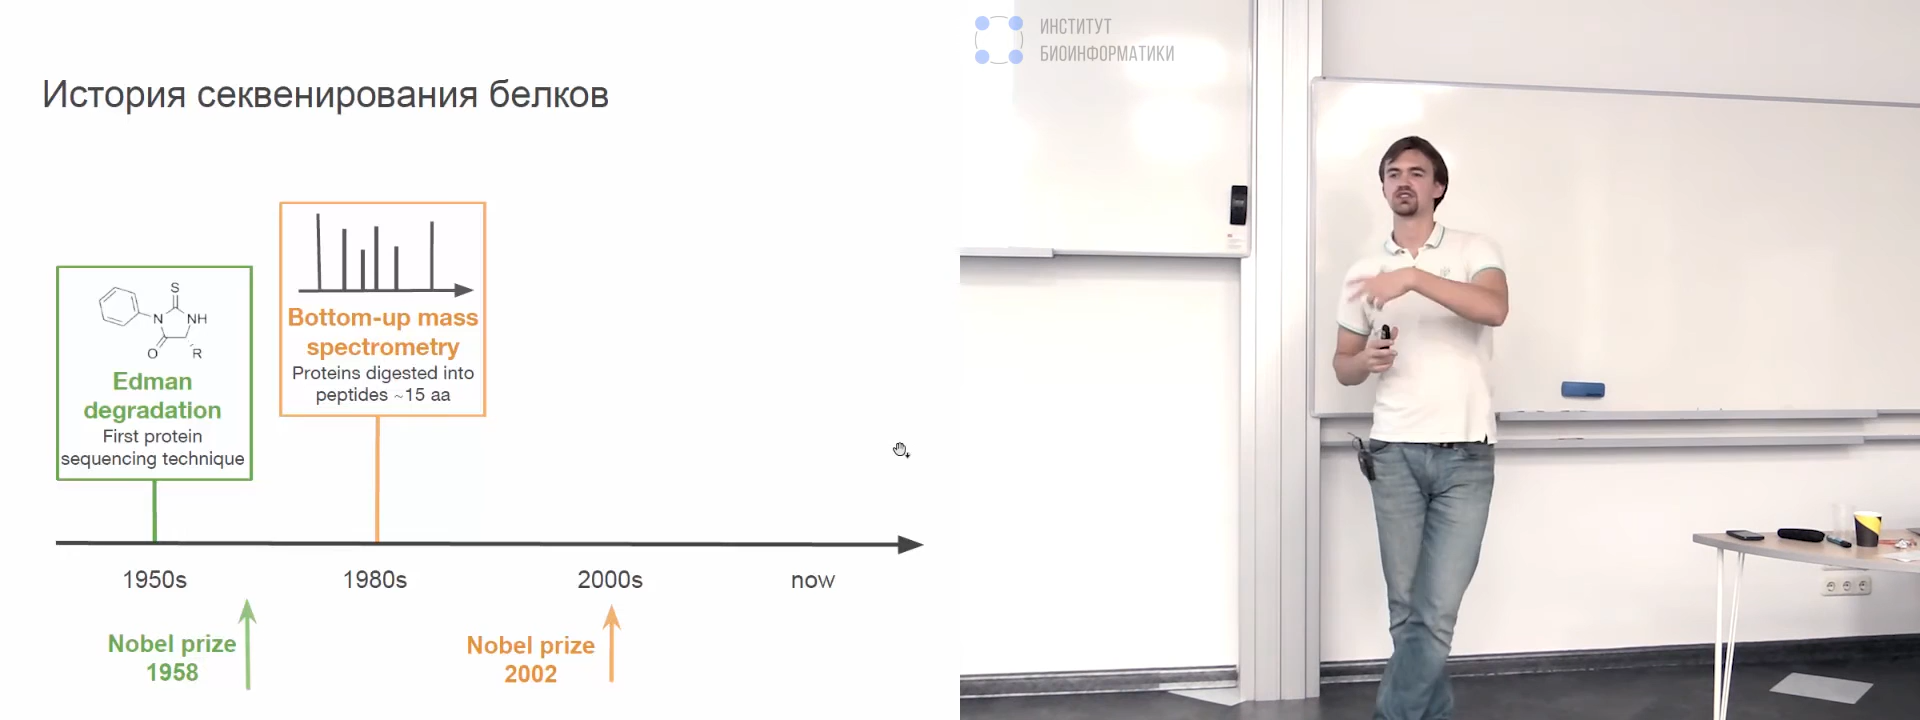 История секвенирования белков
S
N
NH
O
R
Edman
degradation
First protein
sequencing technique
Bottom-up mass
spectrometry
Proteins digested into
peptides ~15 aa
1950s
1980s
2000s
now
Nobel prize
1958
Nobel prize
2002
ИНСТИТУТ
БИОИНФОРМАТИКИ